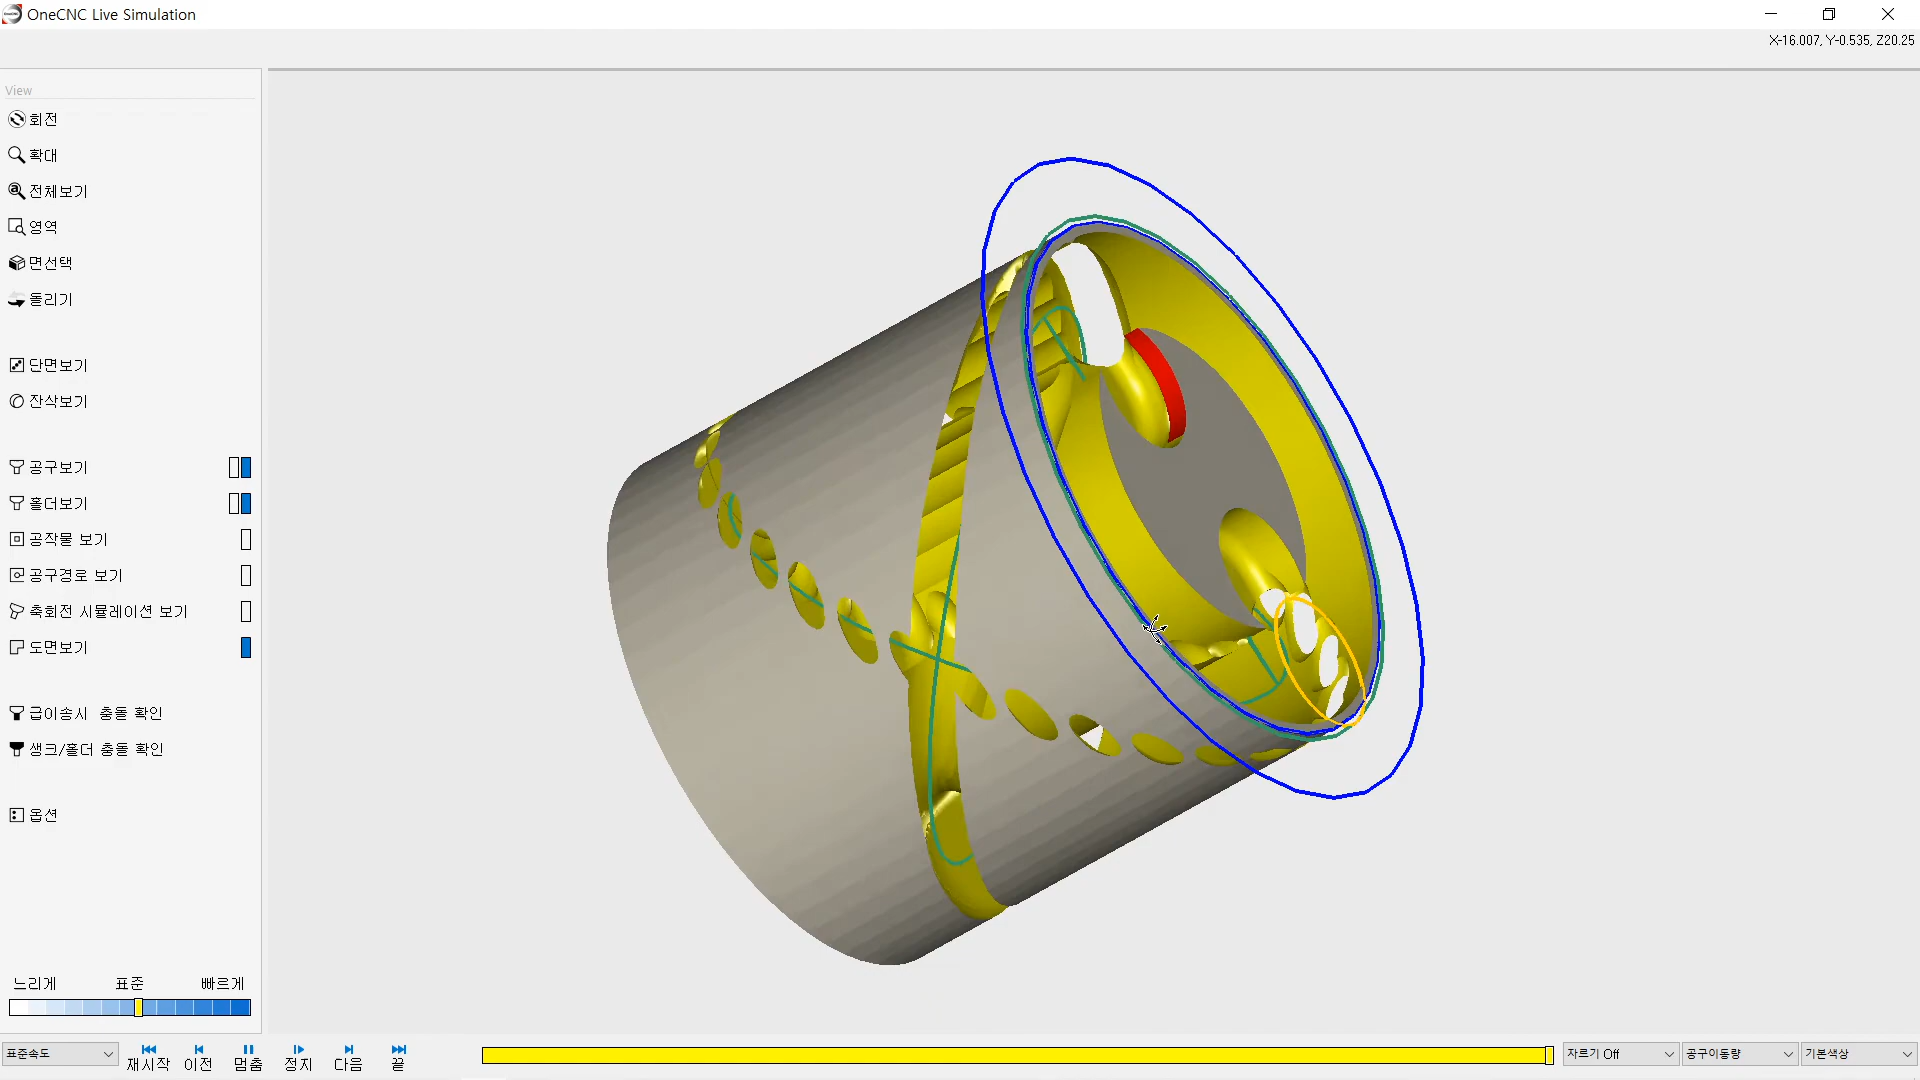 OneCNC Live Simulation
X-16.007, Y-0.535, Z20.25
View
회전
확대
전체보기
영역
면선택
돌리기
단면보기
잔삭보기
공구보기
홀더보기
공작물 보기
공구경로 보기
축회전 시뮬레이션 보기
도면보기
급이송시 충돌 확인
생크/홀더 충돌 확인
옵션
느리게 표준 빠르게
표준속도 재시작 이전 멈춤 정지 다음 끝 자르기 Off 공구이동량 기본색상